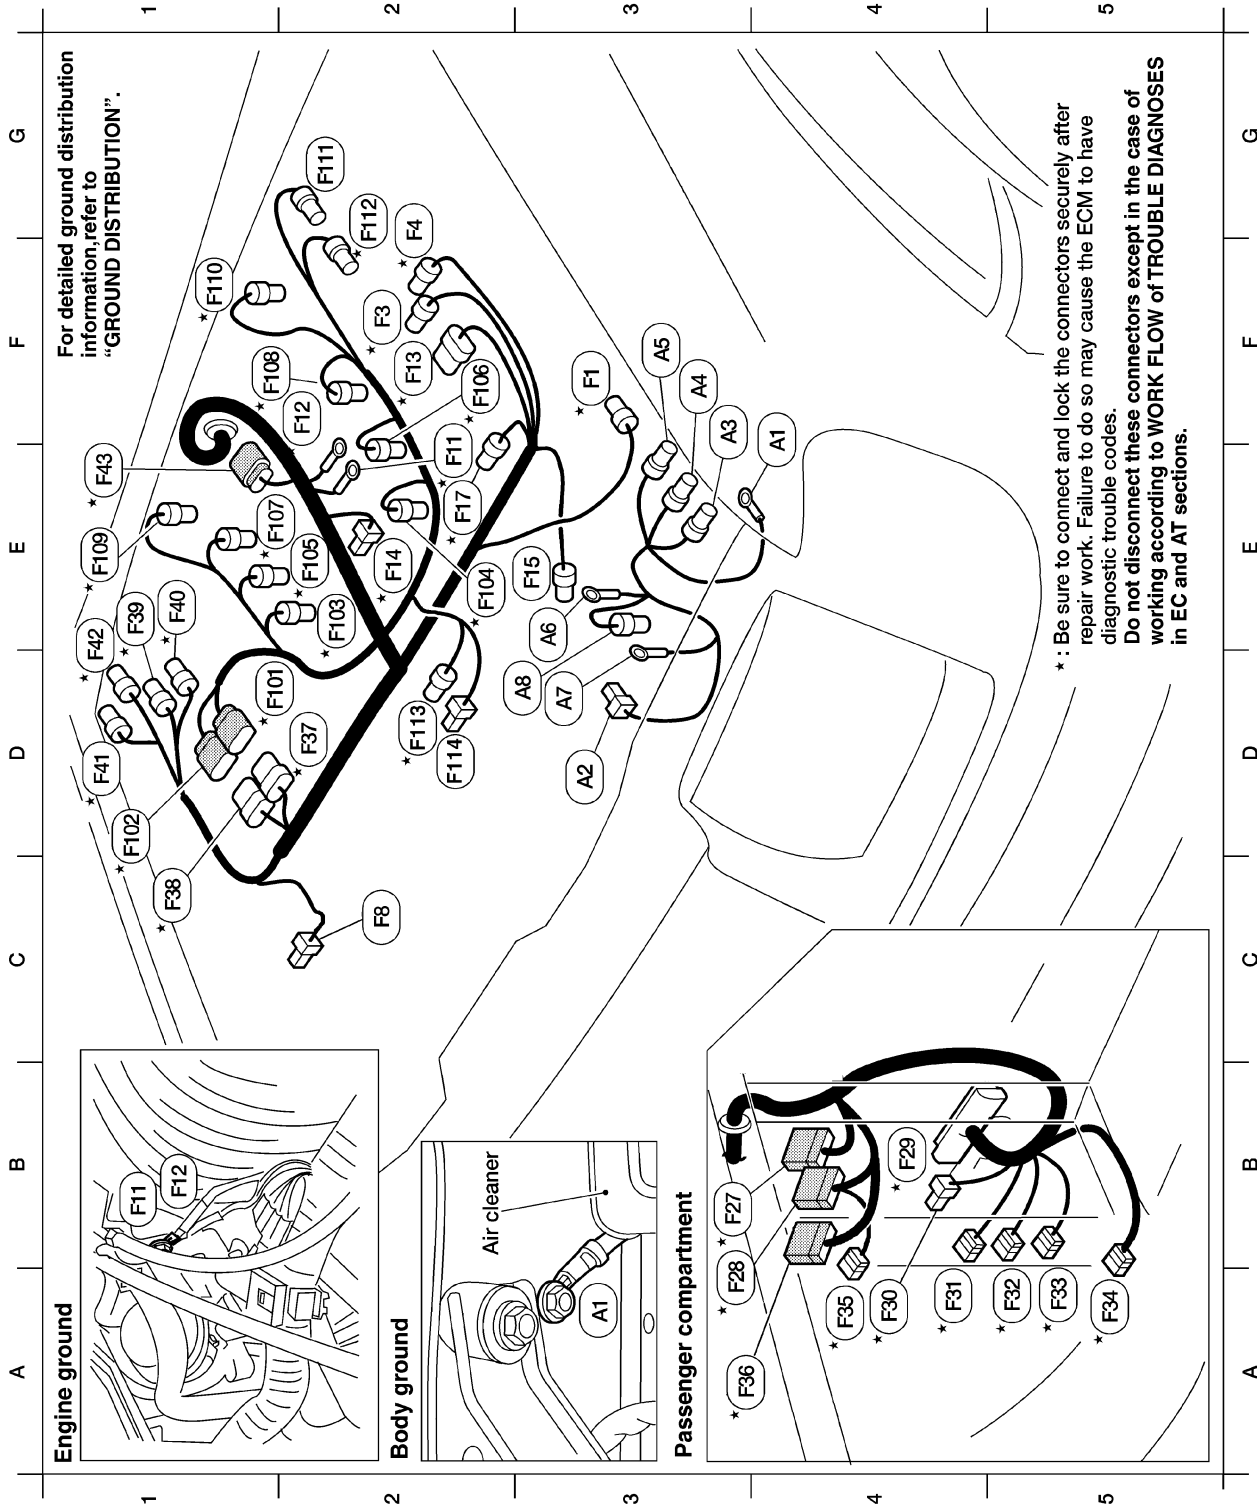 For detailed ground distribution
information,refer to
“GROUND DISTRIBUTION”.
Engine ground
F11
F12
Body ground
Air cleaner
A1
Passenger compartment
★ F27
★ F28
★ F36
★ F35
★ F30
★ F29
★ F31
★ F32
★ F33
★ F34
★ F41
★ F42
★ F39
★ F40
★ F109
★ F43
★ F102
★ F38
★ F101
★ F37
F8
★ F107
★ F105
★ F103
★ F108
★ F12
★ F110
F111
★ F112
★ F4
★ F3
★ F13
★ F106
★ F11
★ F17
★ F14
★ F104
★ F113
F114
★ F1
F15
A5
A4
A3
A1
A6
A8
A7
A2
★ : Be sure to connect and lock the connectors securely after
repair work. Failure to do so may cause the ECM to have
diagnostic trouble codes.
Do not disconnect these connectors except in the case of
working according to WORK FLOW of TROUBLE DIAGNOSES
in EC and AT sections.
1
2
3
4
5
A
B
C
D
E
F
G
1
2
3
4
5
A
B
C
D
E
F
G